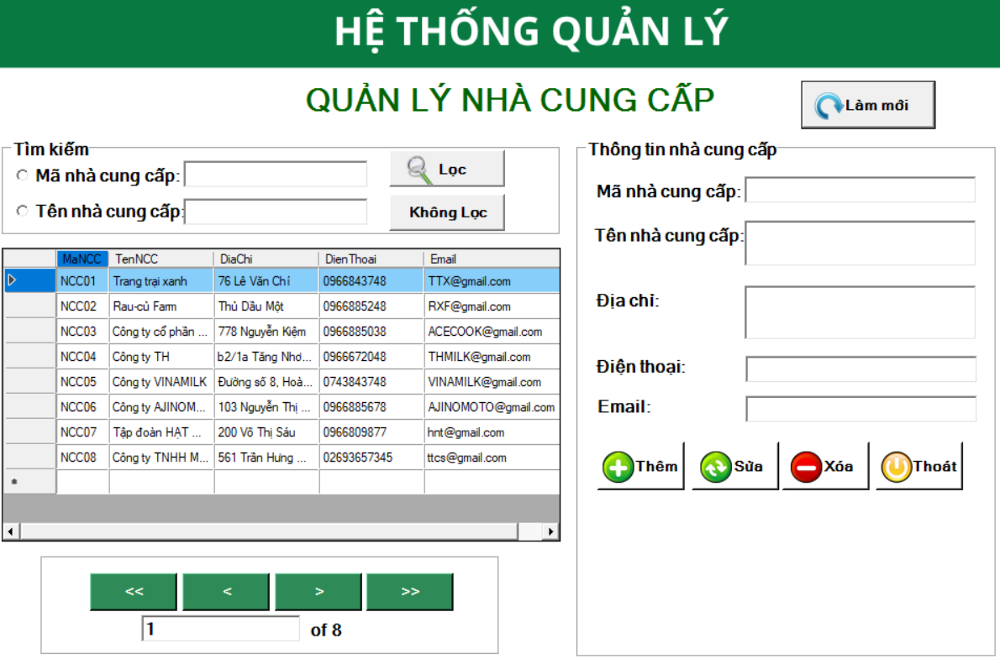 HỆ THỐNG QUẢN LÝ
QUẢN LÝ NHÀ CUNG CẤP
Làm mới
Tìm kiếm
Mã nhà cung cấp:
Lọc
Tên nhà cung cấp:
Không Lọc
MaNCC TenNCC DiaChi DienThoai Email
NCC01 Trang trại xanh 76 Lê Văn Chí 0966843748 TTX@gmail.com
NCC02 Rau-củ Farm Thủ Dầu Một 0966885248 RXF@gmail.com
NCC03 Công ty cổ phần ... 778 Nguyễn Kiệm 0966885038 ACECOOK@gmail.com
NCC04 Công ty TH b2/1a Tăng Nhơ... 0966672048 THMILK@gmail.com
NCC05 Công ty VINAMILK Đường số 8, Hoà... 0743843748 VINAMILK@gmail.com
NCC06 Công ty AJINOM... 103 Nguyễn Thị ... 0966885678 AJINOMOTO@gmail.com
NCC07 Tập đoàn HẠT ... 200 Võ Thị Sáu 0966809877 hnt@gmail.com
NCC08 Công ty TNHH M... 561 Trần Hưng ... 02693657345 ttcs@gmail.com
<< < > >>
1 of 8
Thông tin nhà cung cấp
Mã nhà cung cấp:
Tên nhà cung cấp:
Địa chỉ:
Điện thoại:
Email:
Thêm Sửa Xóa Thoát